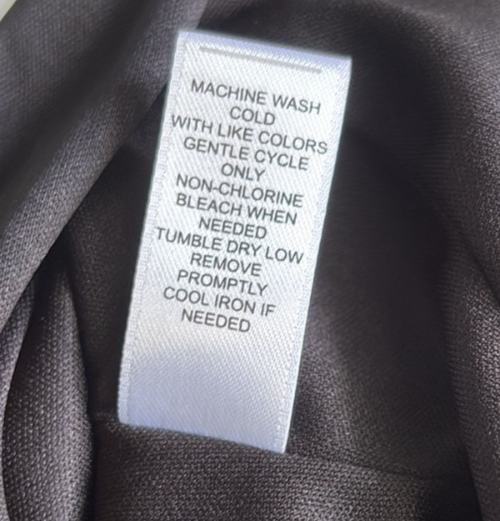 MACHINE WASH
COLD
WITH LIKE COLORS
GENTLE CYCLE
ONLY
NON-CHLORINE
BLEACH WHEN
NEEDED
TUMBLE DRY LOW
REMOVE
PROMPTLY
COOL IRON IF
NEEDED